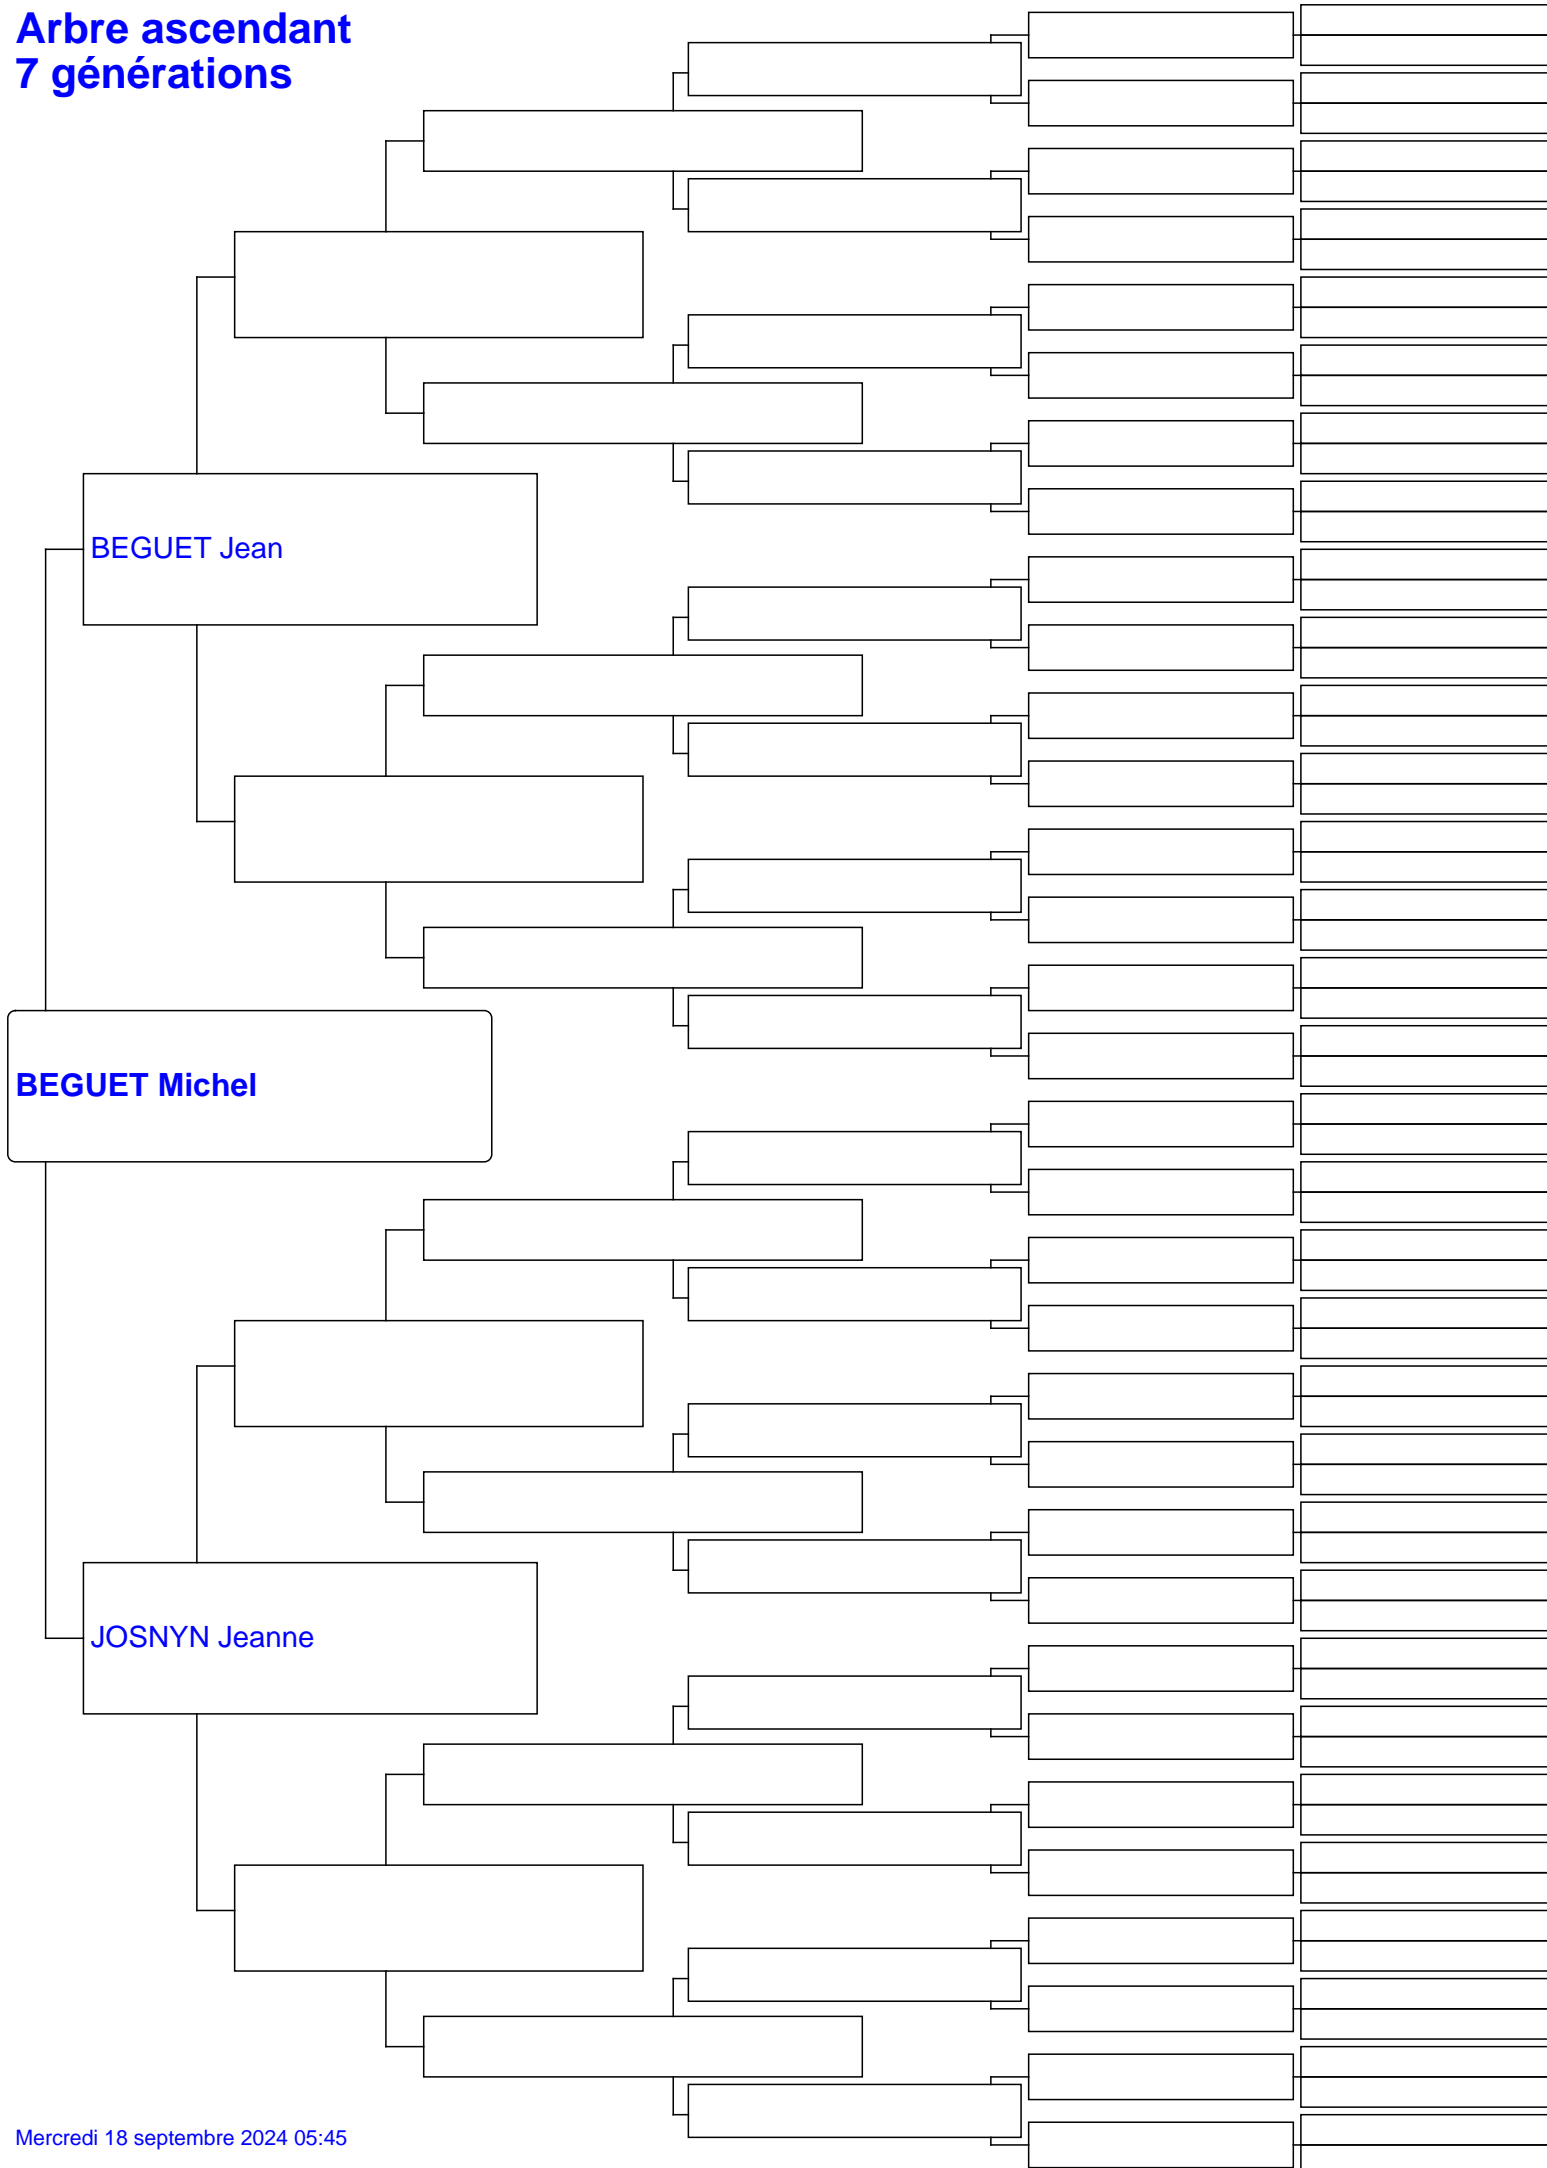 Arbre ascendant
7 générations
BEGUET Jean
BEGUET Michel
JOSNYN Jeanne
Mercredi 18 septembre 2024 05:45